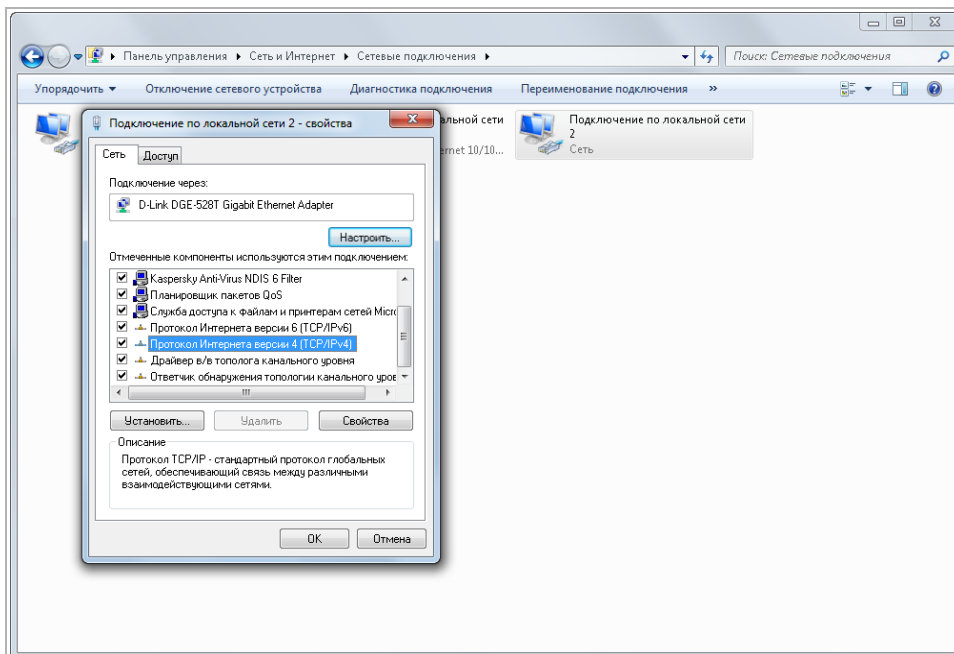 Панель управления ▸ Сеть и Интернет ▸ Сетевые подключения ▸
Поиск: Сетевые подключения
Упорядочить ▾ Отключение сетевого устройства Диагностика подключения Переименование подключения »
альной сети
ernet 10/10...
Подключение по локальной сети
2
Сеть
Подключение по локальной сети 2 - свойства
Сеть Доступ
Подключение через:
D-Link DGE-528T Gigabit Ethernet Adapter
Настроить...
Отмеченные компоненты используются этим подключением:
Kaspersky Anti-Virus NDIS 6 Filter
Планировщик пакетов QoS
Служба доступа к файлам и принтерам сетей Micro
Протокол Интернета версии 6 (TCP/IPv6)
Протокол Интернета версии 4 (TCP/IPv4)
Драйвер в/в тополога канального уровня
Ответчик обнаружения топологии канального уров
Установить... Удалить Свойства
Описание
Протокол TCP/IP - стандартный протокол глобальных
сетей, обеспечивающий связь между различными
взаимодействующими сетями.
OK Отмена